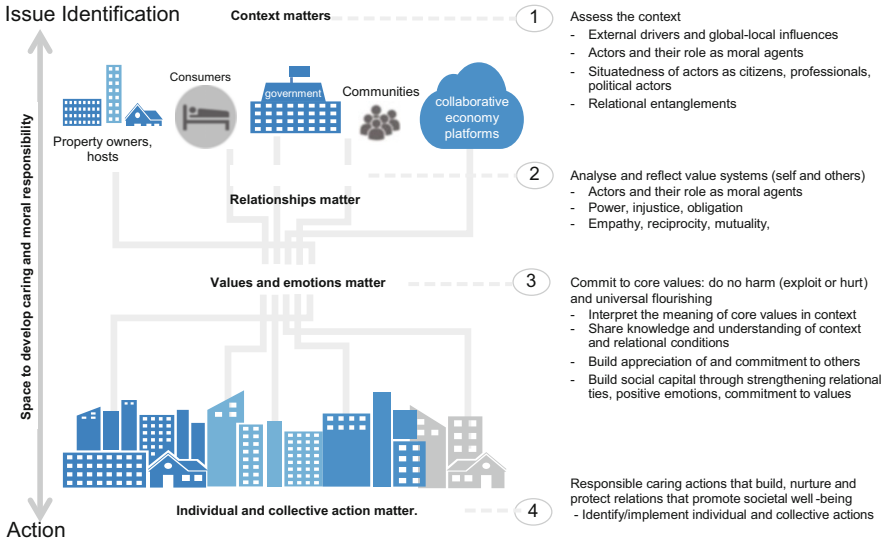 Issue Identification
Context matters
1
Assess the context
- External drivers and global-local influences
- Actors and their role as moral agents
- Situatedness of actors as citizens, professionals,
political actors
- Relational entanglements
Consumers
government
Communities
collaborative
economy
platforms
Property owners,
hosts
Space to develop caring and moral responsibility
2
Analyse and reflect value systems (self and others)
- Actors and their role as moral agents
- Power, injustice, obligation
- Empathy, reciprocity, mutuality,
Relationships matter
Values and emotions matter
3
Commit to core values: do no harm (exploit or hurt)
and universal flourishing
- Interpret the meaning of core values in context
- Share knowledge and understanding of context
and relational conditions
- Build appreciation of and commitment to others
- Build social capital through strengthening relational
ties, positive emotions, commitment to values
Individual and collective action matter.
4
Responsible caring actions that build, nurture and
protect relations that promote societal well-being
- Identify/implement individual and collective actions
Action